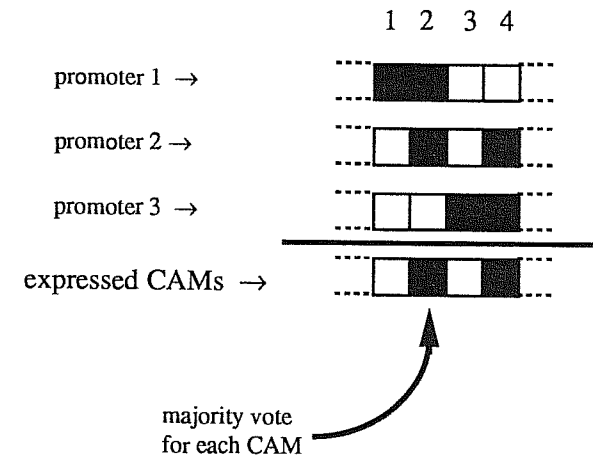 1 2 3 4
promoter 1 →
promoter 2 →
promoter 3 →
expressed CAMs →
majority vote
for each CAM